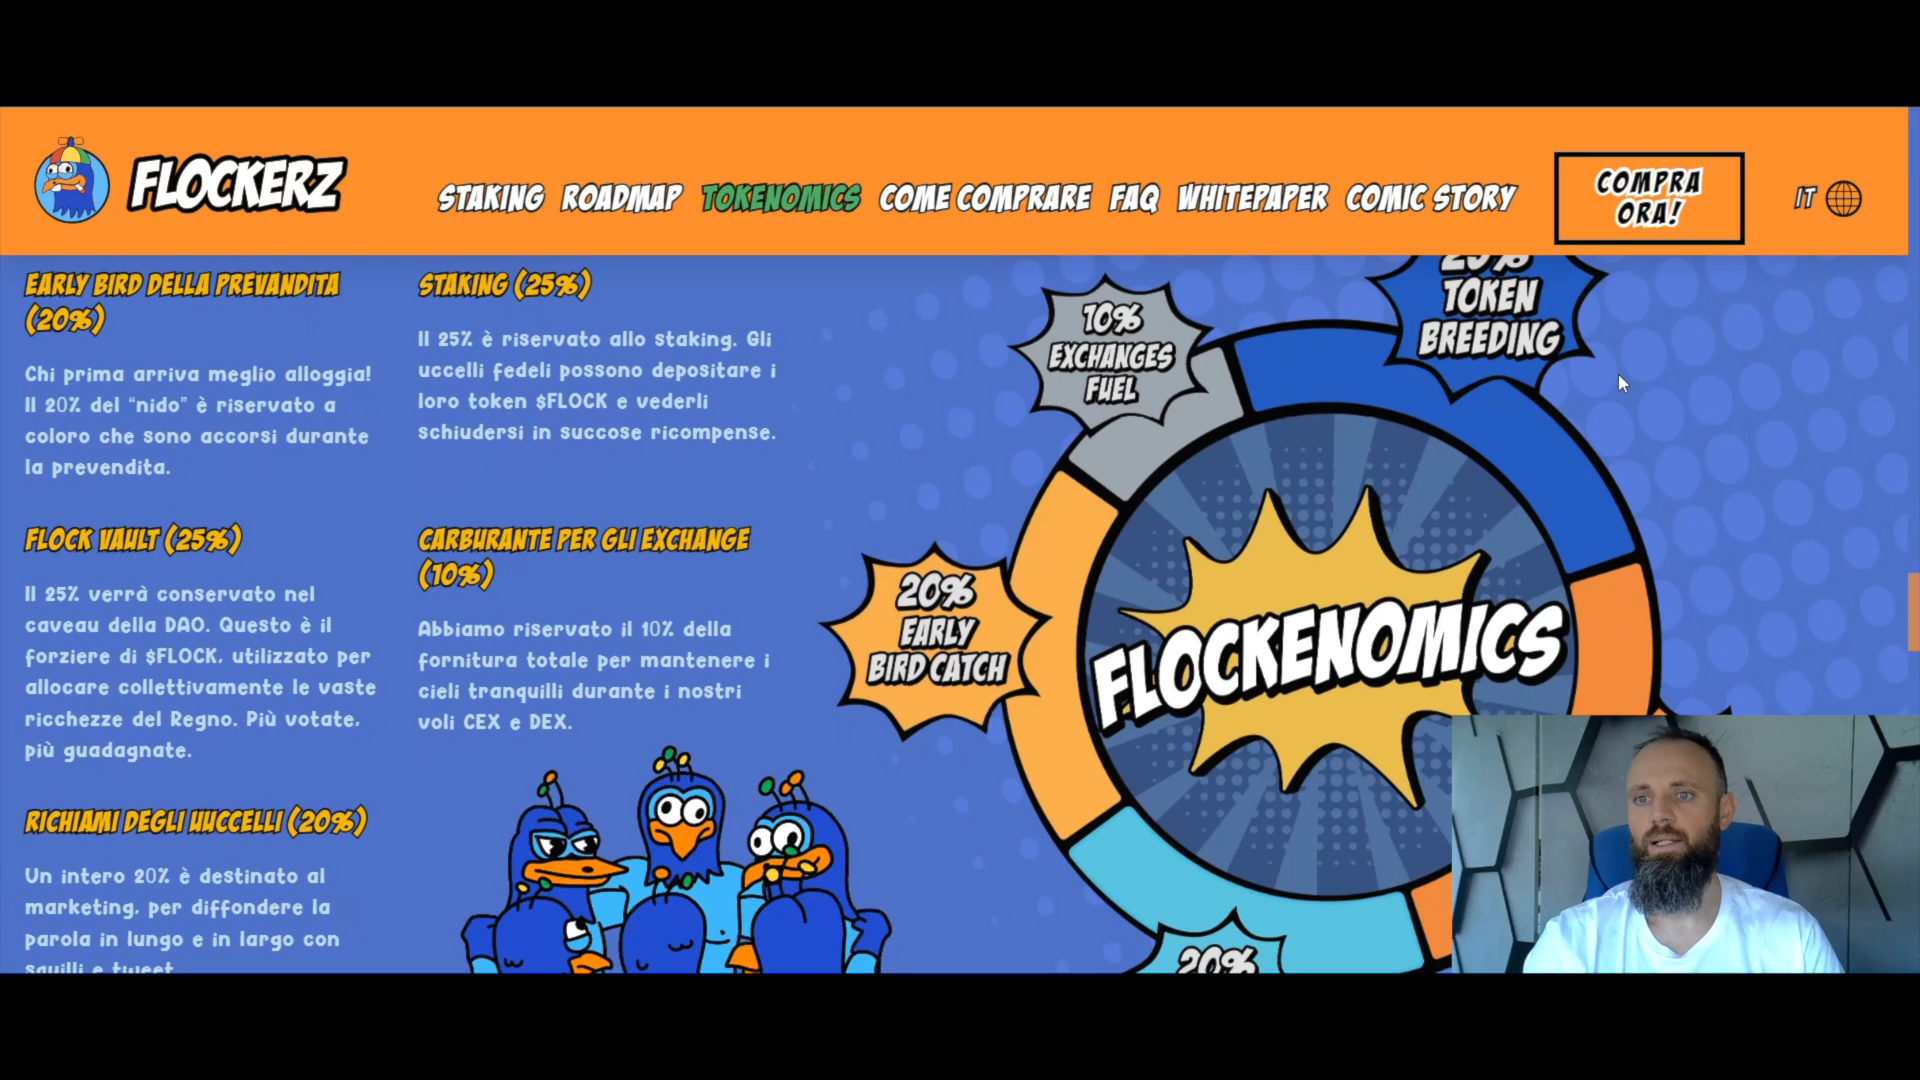 FLOCKERZ
STAKING ROADMAP TOKENOMICS COME COMPRARE FAQ WHITEPAPER COMIC STORY
COMPRA
ORA!
IT
EARLY BIRD DELLA PREVANDITA
(20%)
Chi prima arriva meglio alloggia!
Il 20% del “nido” è riservato a
coloro che sono accorsi durante
la prevendita.
STAKING (25%)
Il 25% è riservato allo staking. Gli
uccelli fedeli possono depositare i
loro token $FLOCK e vederli
schiudersi in succose ricompense.
FLOCK VAULT (25%)
Il 25% verrà conservato nel
caveau della DAO. Questo è il
forziere di $FLOCK, utilizzato per
allocare collettivamente le vaste
ricchezze del Regno. Più votate,
più guadagnate.
CARBURANTE PER GLI EXCHANGE
(10%)
Abbiamo riservato il 10% della
fornitura totale per mantenere i
cieli tranquilli durante i nostri
voli CEX e DEX.
RICHIAMI DEGLI UUCCELLI (20%)
Un intero 20% è destinato al
marketing, per diffondere la
parola in lungo e in largo con
squilli e tweet
10%
EXCHANGES
FUEL
25%
TOKEN
BREEDING
20%
EARLY
BIRD CATCH
FLOCKENOMICS
20%